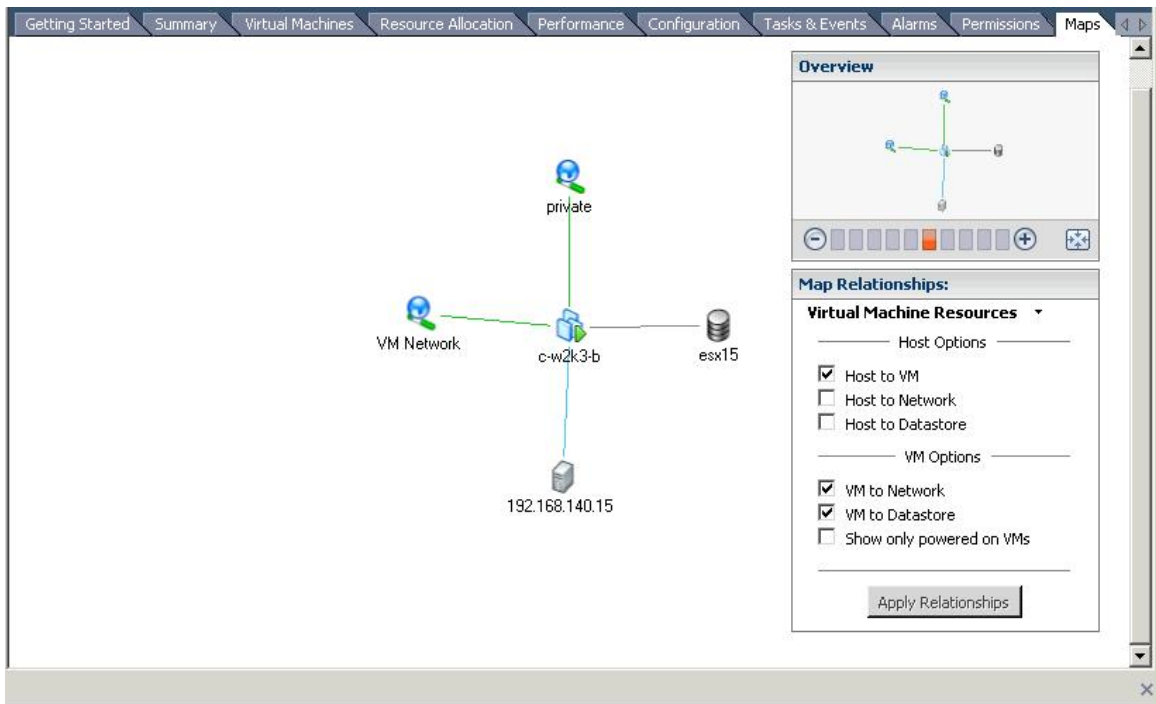 Getting Started Summary Virtual Machines Resource Allocation Performance Configuration Tasks & Events Alarms Permissions Maps
Overview
private
VM Network
c-w2k3-b
esx15
192.168.140.15
Map Relationships:
Virtual Machine Resources
Host Options
Host to VM
Host to Network
Host to Datastore
VM Options
VM to Network
VM to Datastore
Show only powered on VMs
Apply Relationships